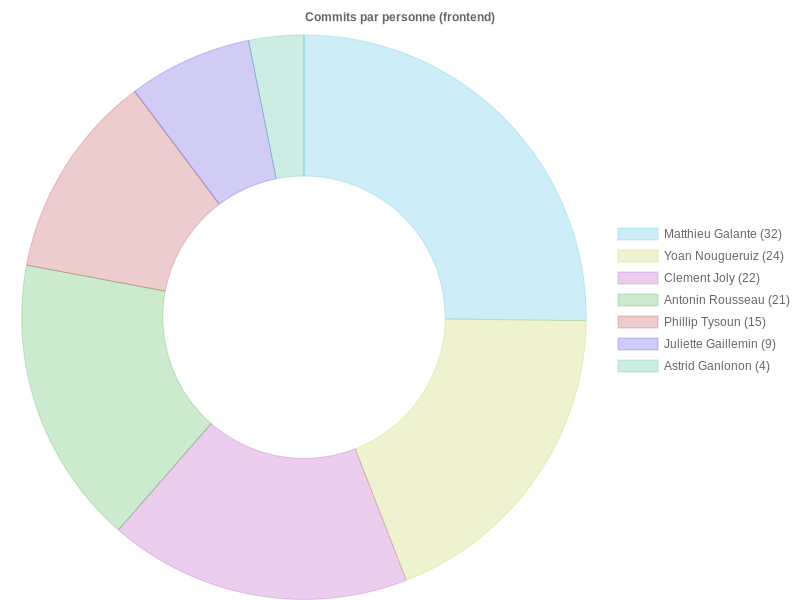 Commits par personne (frontend)
Matthieu Galante (32)
Yoan Nougueruiz (24)
Clement Joly (22)
Antonin Rousseau (21)
Phillip Tysoun (15)
Juliette Gaillemin (9)
Astrid Ganlonon (4)